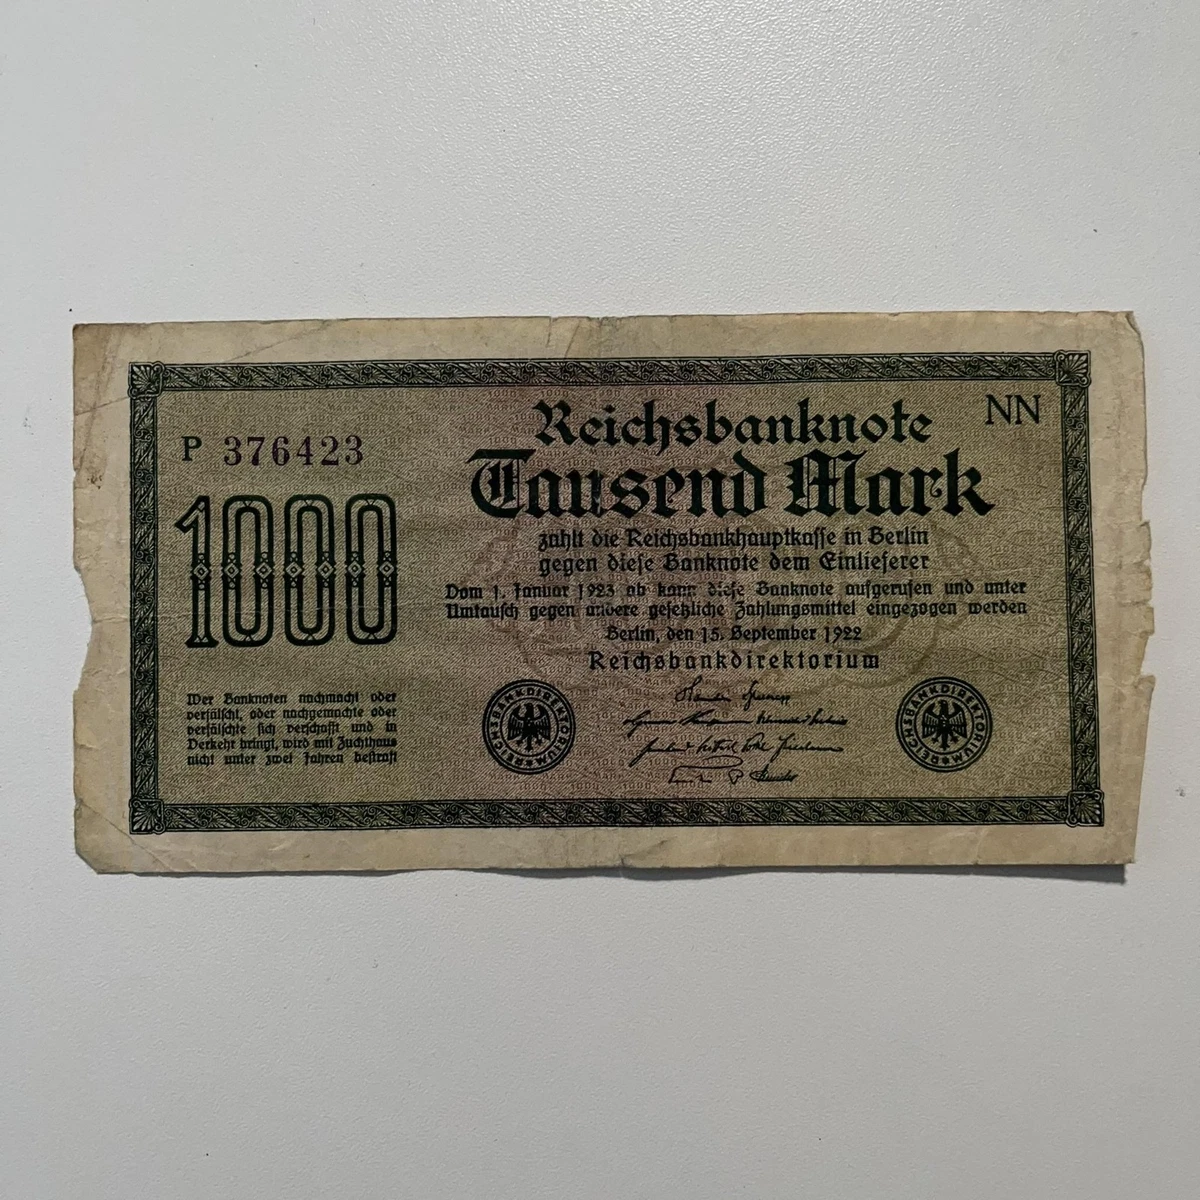 Reichsbanknote
NN
P 376423
Tausend Mark
1000
zahlt die Reichsbankhauptkasse in Berlin
gegen diese Banknote dem Einlieferer
Vom 1. Januar 1923 ab kann diese Banknote aufgerufen und unter
Umtausch gegen andere gesetzliche Zahlungsmittel eingezogen werden
Berlin, den 15. September 1922
Reichsbankdirektorium
Wer Banknoten nachmacht oder
verfälscht, oder nachgemachte oder
verfälschte sich verschafft und in
Verkehr bringt, wird mit Zuchthaus
nicht unter zwei Jahren bestraft
REICHSBANKDIREKTORIUM
REICHSBANKDIREKTORIUM